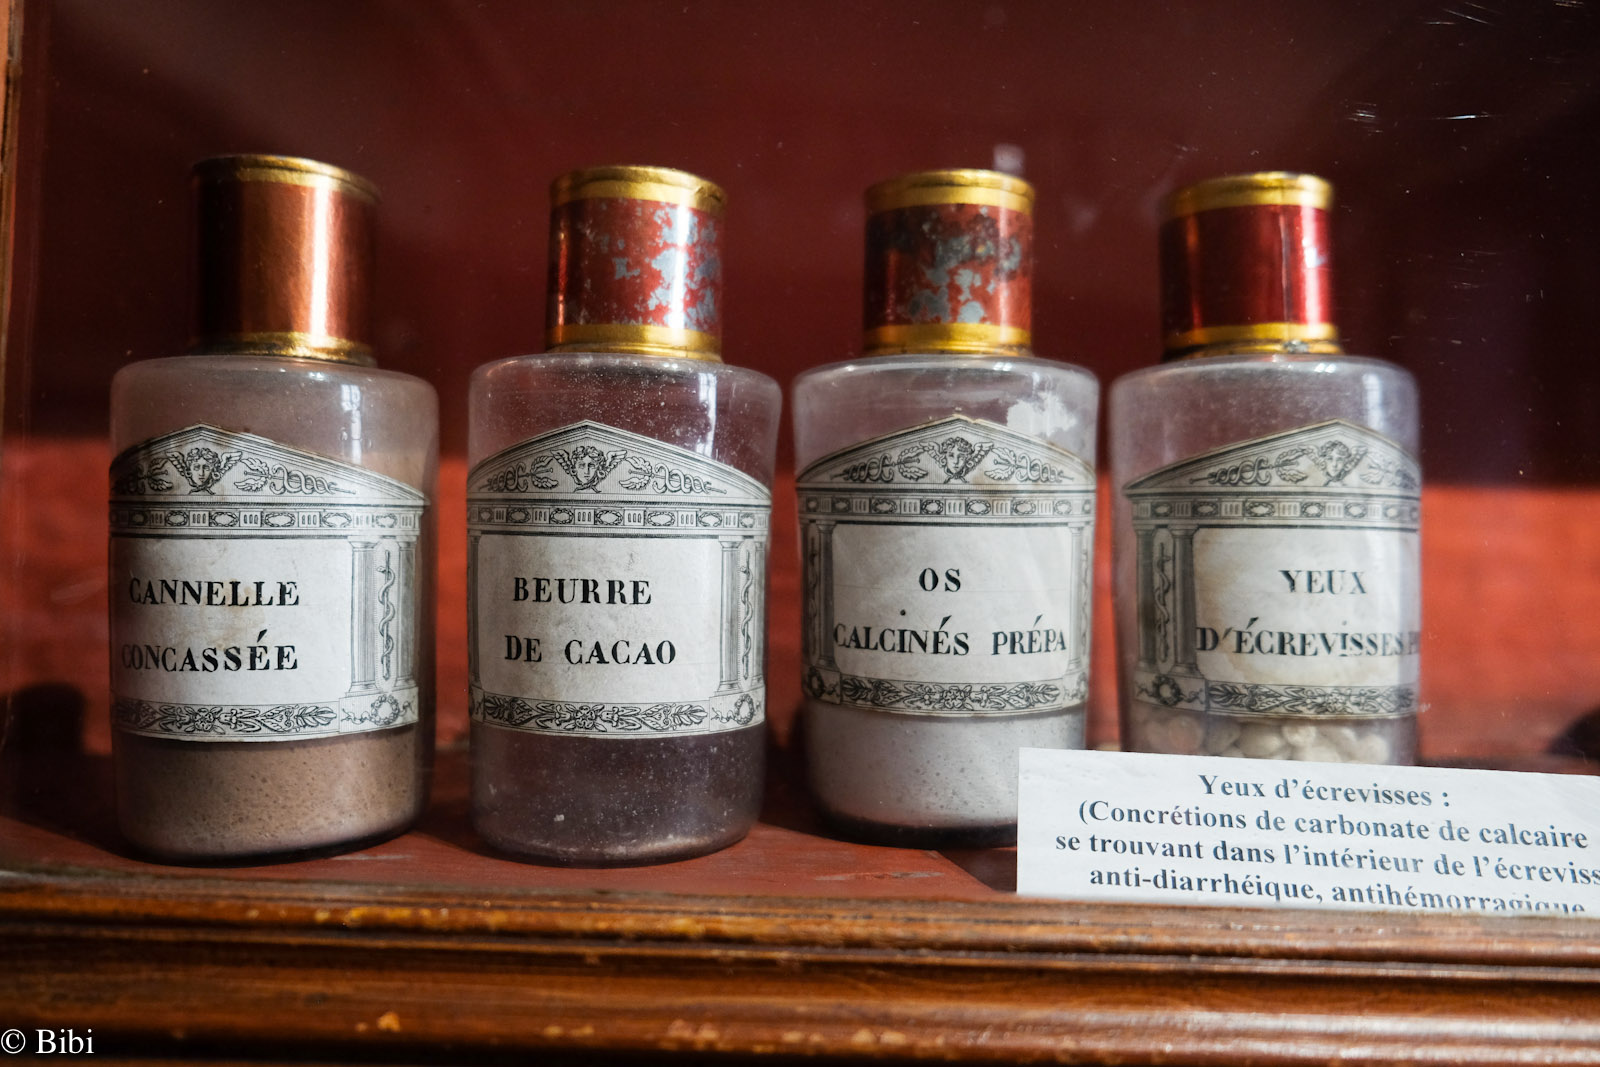 CANNELLE
CONCASSÉE
BEURRE
DE CACAO
OS
CALCINÉS PRÉPA
YEUX
D'ÉCREVISSES P
Yeux d'écrevisses :
(Concrétions de carbonate de calcaire
se trouvant dans l'intérieur de l'écreviss
anti-diarrhéique, antihémorragique
© Bibi